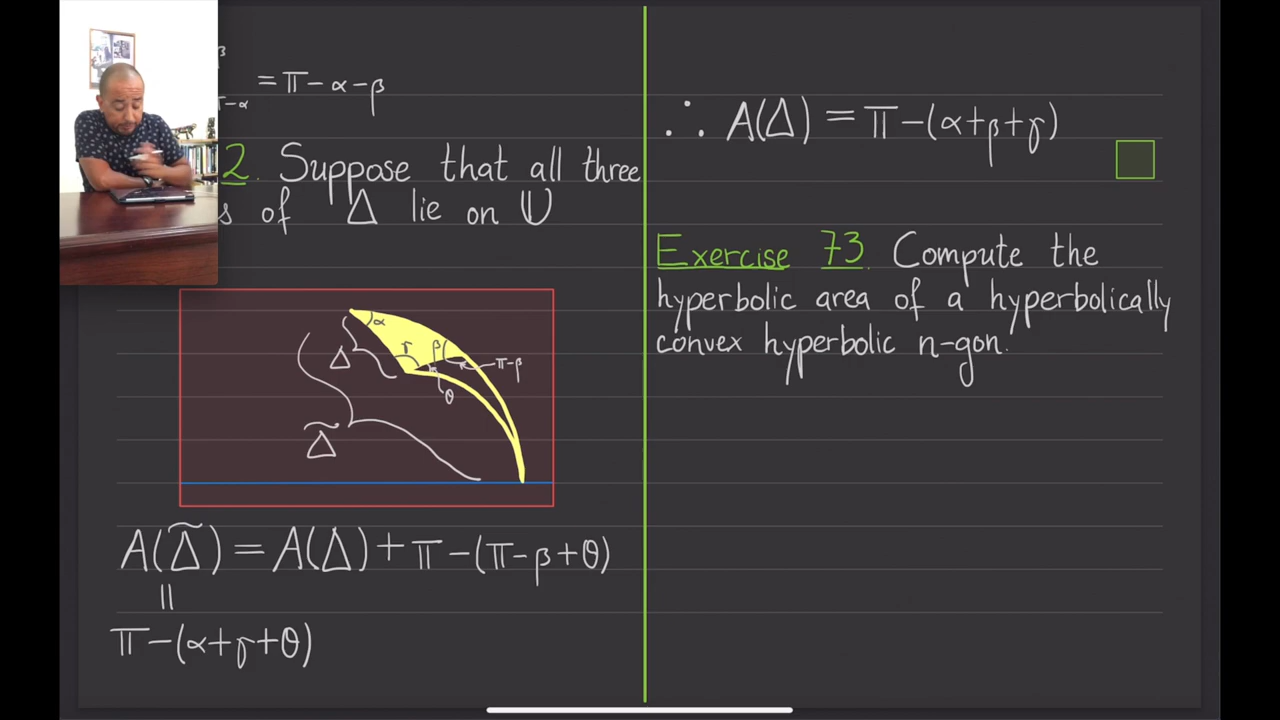 β
π-α
= π - α - β
2. Suppose that all three
s of Δ lie on 𝕌
α
Δ
γ
β
π-β
θ
Δ̃
A(Δ̃) = A(Δ) + π - (π - β + θ)
||
π - (α + γ + θ)
∴ A(Δ) = π - (α + β + γ)
Exercise 73. Compute the
hyperbolic area of a hyperbolically
convex hyperbolic n-gon.